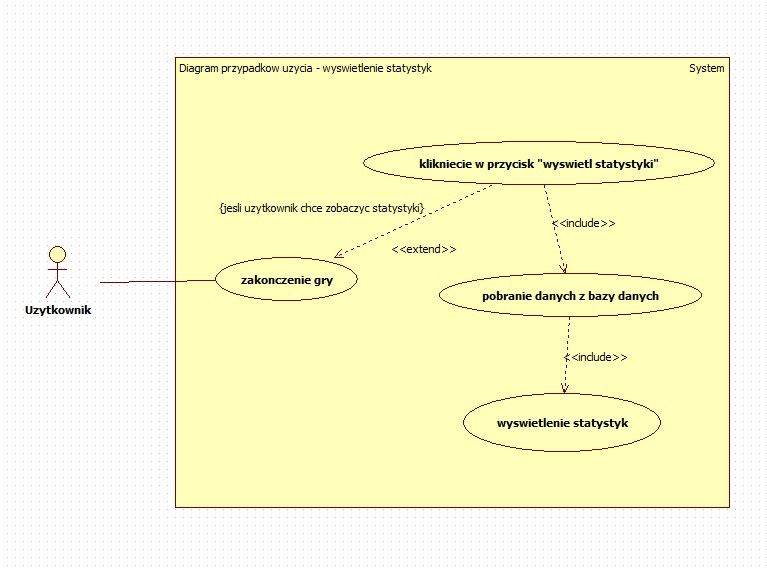 Diagram przypadkow uzycia - wyswietlenie statystyk
System
klikniecie w przycisk "wyswietl statystyki"
{jesli uzytkownik chce zobaczyc statystyki}
<<include>>
<<extend>>
zakonczenie gry
pobranie danych z bazy danych
Uzytkownik
<<include>>
wyswietlenie statystyk